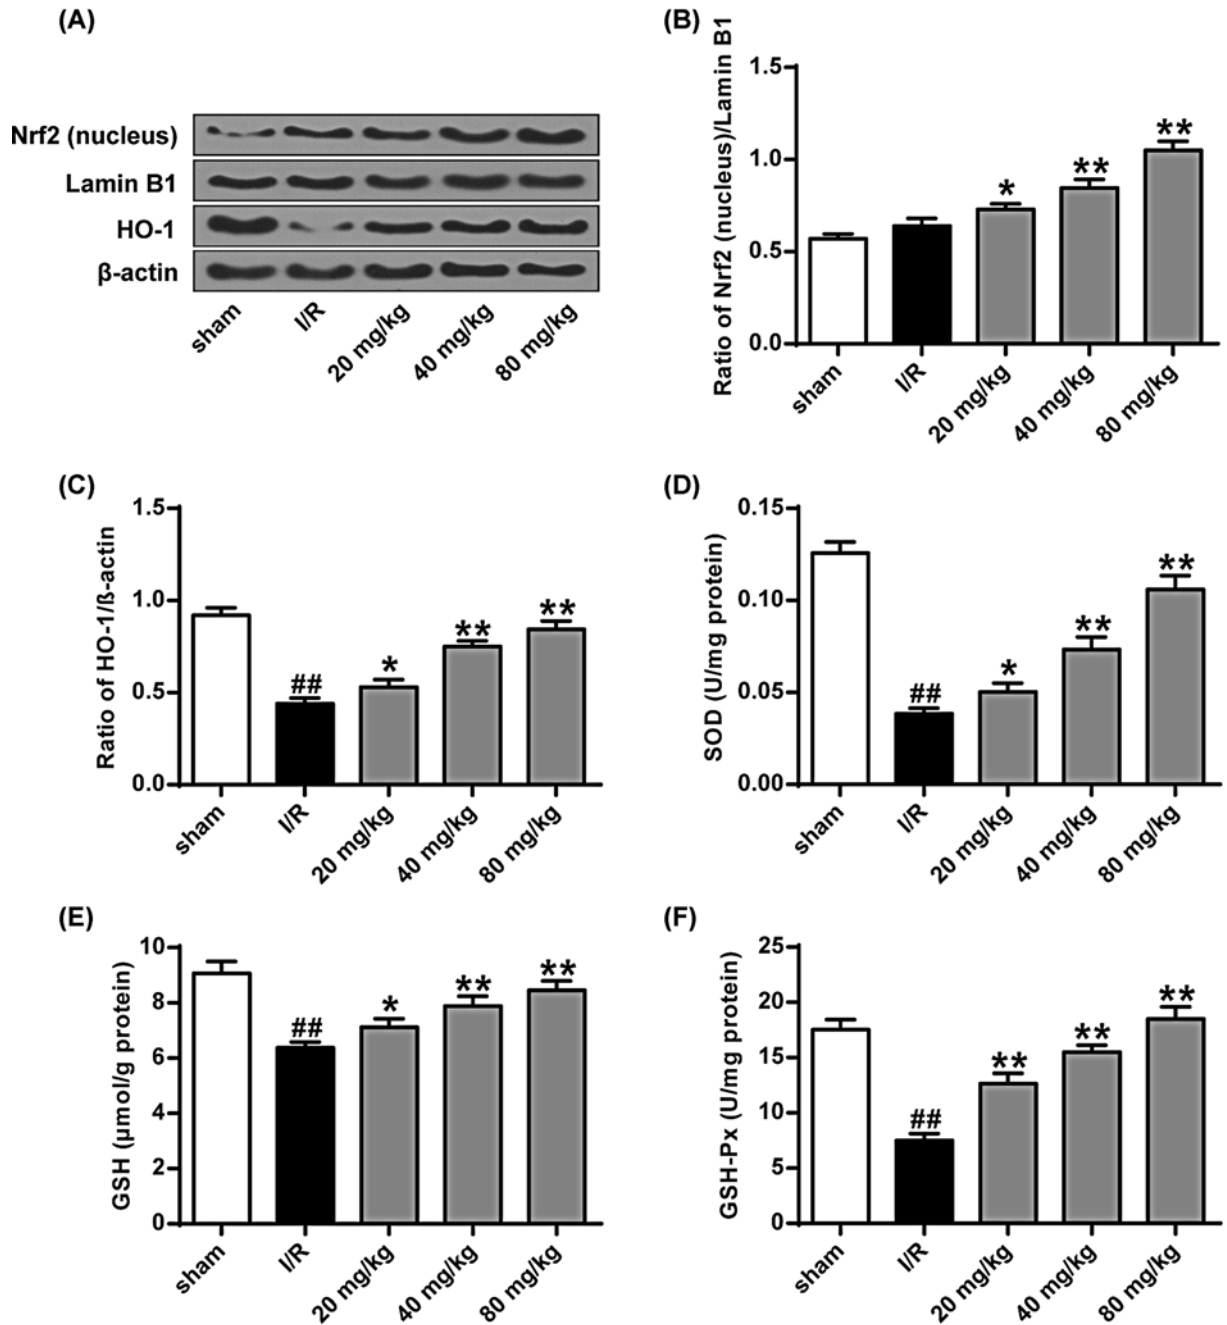 (A)
Nrf2 (nucleus)
Lamin B1
HO-1
β-actin
sham
I/R
20 mg/kg
40 mg/kg
80 mg/kg
(B)
Ratio of Nrf2 (nucleus)/Lamin B1
1.5
1.0
0.5
0.0
*
**
**
sham
I/R
20 mg/kg
40 mg/kg
80 mg/kg
(C)
Ratio of HO-1/ß-actin
1.5
1.0
0.5
0.0
##
*
**
**
sham
I/R
20 mg/kg
40 mg/kg
80 mg/kg
(D)
SOD (U/mg protein)
0.15
0.10
0.05
0.00
##
*
**
**
sham
I/R
20 mg/kg
40 mg/kg
80 mg/kg
(E)
GSH (μmol/g protein)
10
8
6
4
2
0
##
*
**
**
sham
I/R
20 mg/kg
40 mg/kg
80 mg/kg
(F)
GSH-Px (U/mg protein)
25
20
15
10
5
0
##
**
**
**
sham
I/R
20 mg/kg
40 mg/kg
80 mg/kg